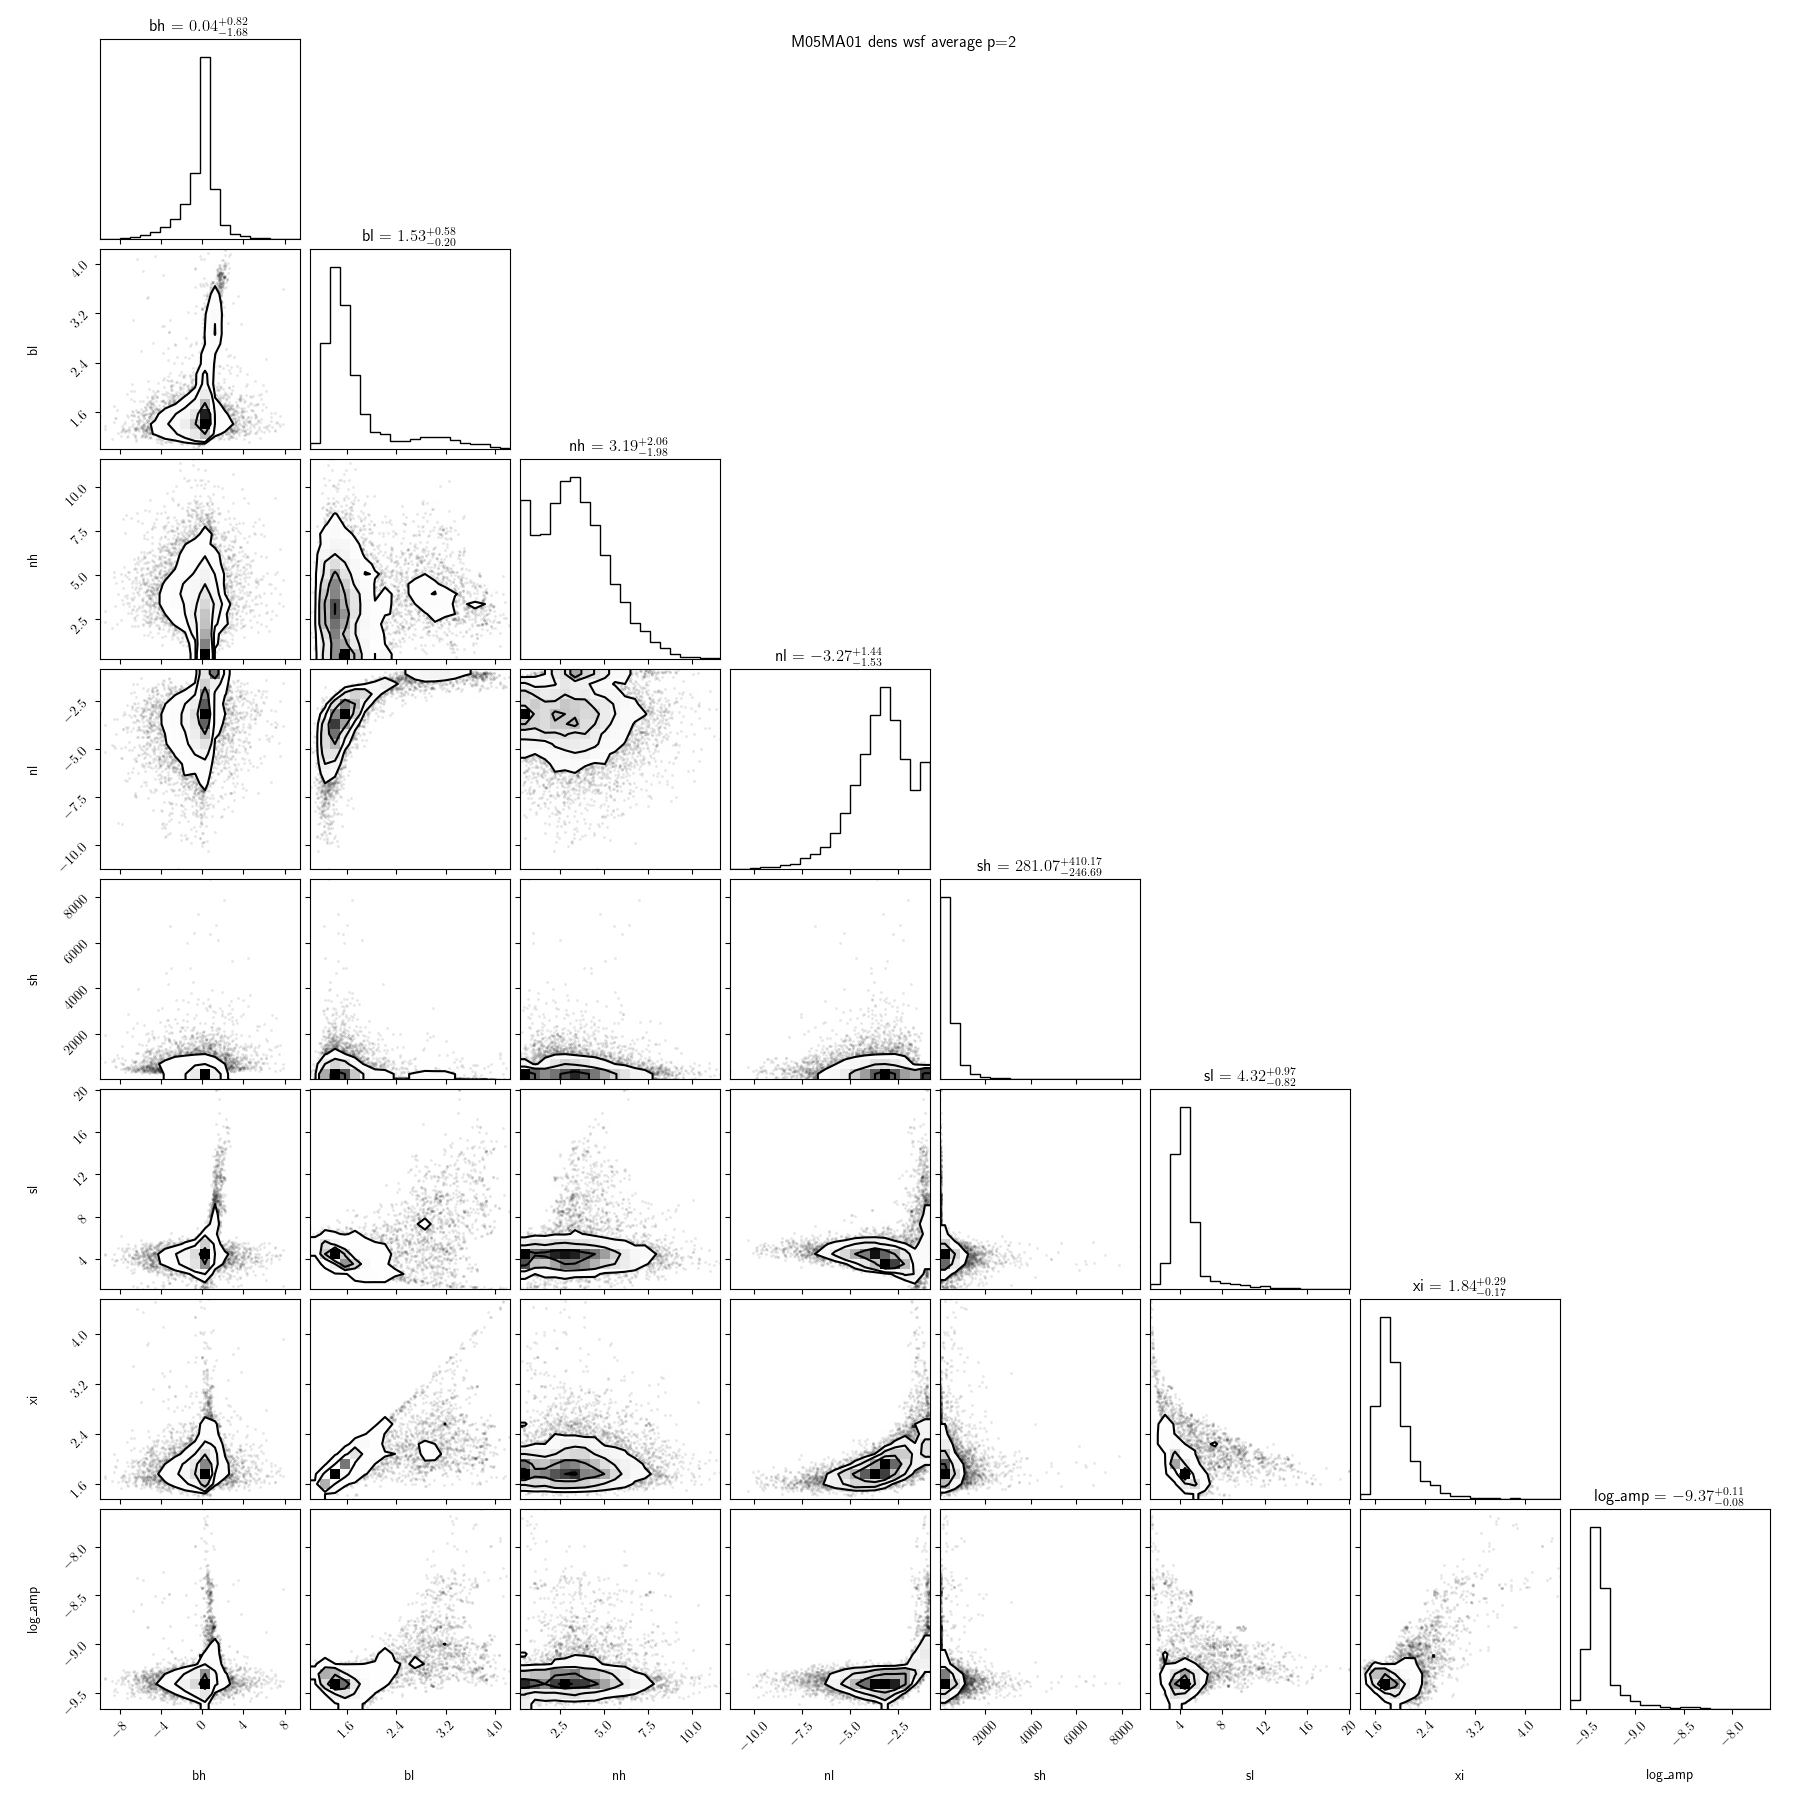 M05MA01 dens wsf average p=2
bh = 0.04 +0.82 −1.68
bl = 1.53 +0.58 −0.20
nh = 3.19 +2.06 −1.98
nl = −3.27 +1.44 −1.53
sh = 281.07 +410.17 −246.69
sl = 4.32 +0.97 −0.82
xi = 1.84 +0.29 −0.17
log_amp = −9.37 +0.11 −0.08
bl
4.0
3.2
2.4
1.6
nh
10.0
7.5
5.0
2.5
nl
−2.5
−5.0
−7.5
−10.0
sh
8000
6000
4000
2000
sl
20
16
12
8
4
xi
4.0
3.2
2.4
1.6
log_amp
−8.0
−8.5
−9.0
−9.5
−8 −4 0 4 8
1.6 2.4 3.2 4.0
2.5 5.0 7.5 10.0
−10.0 −7.5 −5.0 −2.5
2000 4000 6000 8000
4 8 12 16 20
1.6 2.4 3.2 4.0
−9.5 −9.0 −8.5 −8.0
bh bl nh nl sh sl xi log_amp